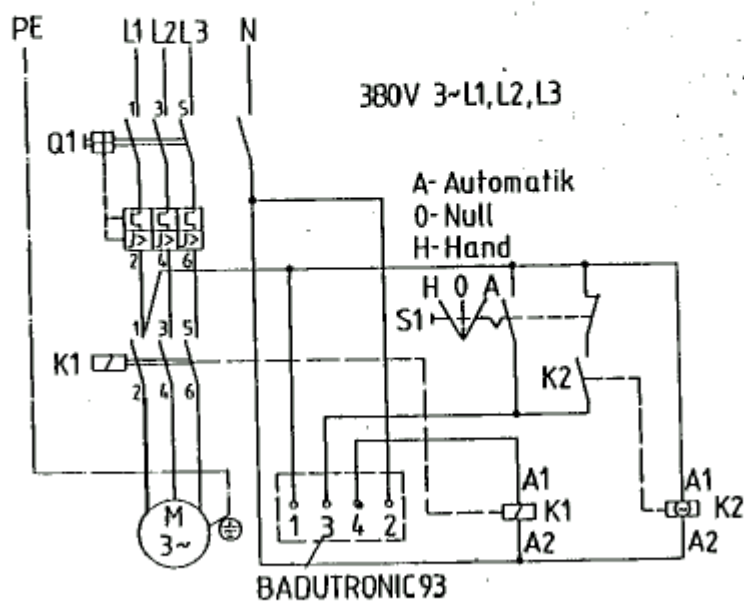 PE L1 L2 L3 N
380V 3~L1,L2,L3
1 3 5
Q1
A- Automatik
0- Null
H- Hand
I> I> I>
2 4 6
H 0 A
S1
1 3 5
K1
K2
2 4 6
A1 A1
M
3~
1 3 4 2
K1 K2
A2 A2
BADUTRONIC 93